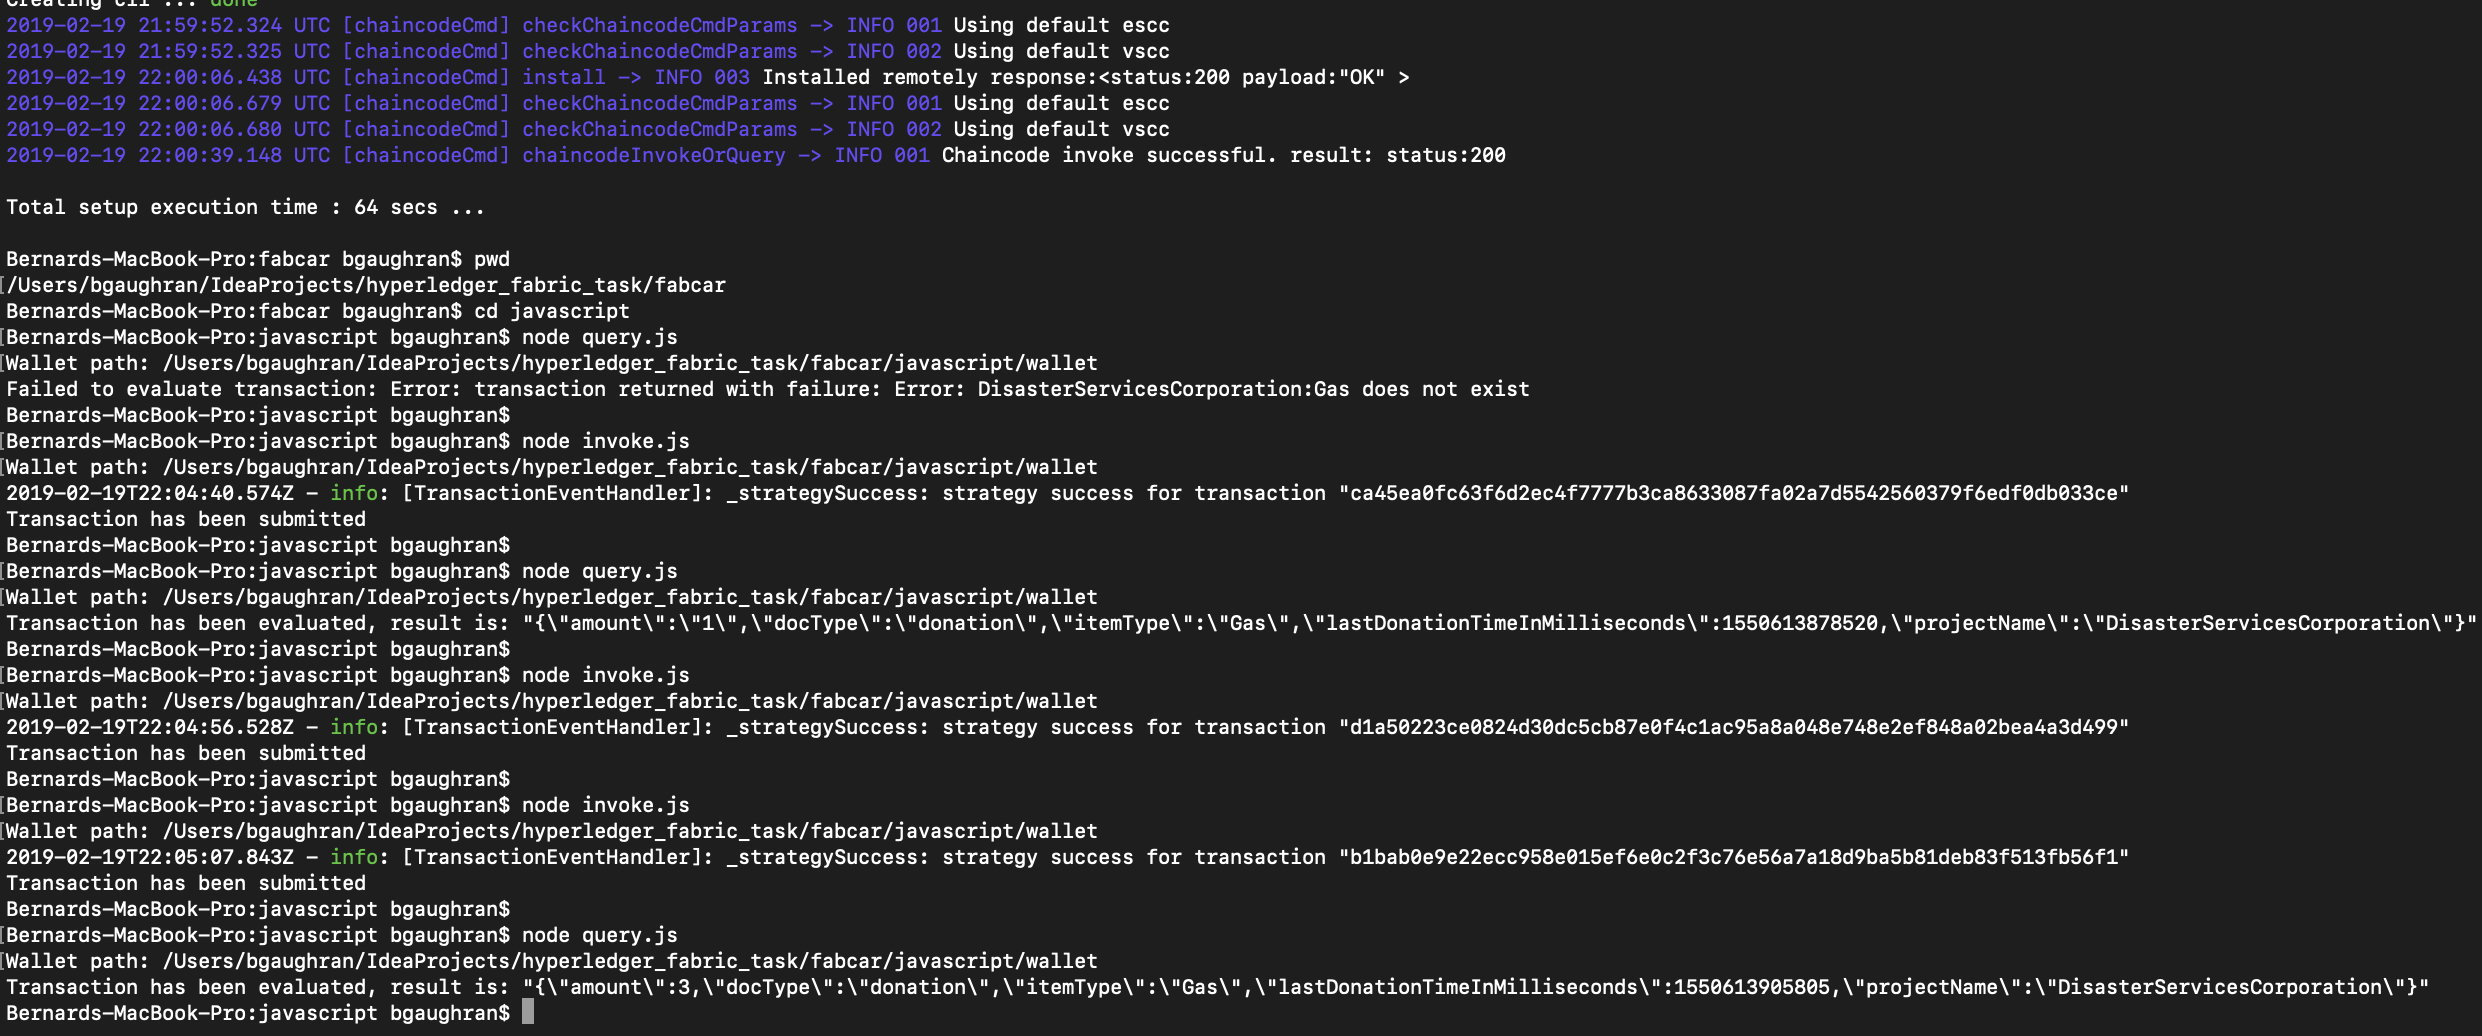 Creating cli ... done
2019-02-19 21:59:52.324 UTC [chaincodeCmd] checkChaincodeCmdParams -> INFO 001 Using default escc
2019-02-19 21:59:52.325 UTC [chaincodeCmd] checkChaincodeCmdParams -> INFO 002 Using default vscc
2019-02-19 22:00:06.438 UTC [chaincodeCmd] install -> INFO 003 Installed remotely response:<status:200 payload:"OK" >
2019-02-19 22:00:06.679 UTC [chaincodeCmd] checkChaincodeCmdParams -> INFO 001 Using default escc
2019-02-19 22:00:06.680 UTC [chaincodeCmd] checkChaincodeCmdParams -> INFO 002 Using default vscc
2019-02-19 22:00:39.148 UTC [chaincodeCmd] chaincodeInvokeOrQuery -> INFO 001 Chaincode invoke successful. result: status:200
Total setup execution time : 64 secs ...
Bernards-MacBook-Pro:fabcar bgaughran$ pwd
[/Users/bgaughran/IdeaProjects/hyperledger_fabric_task/fabcar
Bernards-MacBook-Pro:fabcar bgaughran$ cd javascript
[Bernards-MacBook-Pro:javascript bgaughran$ node query.js
[Wallet path: /Users/bgaughran/IdeaProjects/hyperledger_fabric_task/fabcar/javascript/wallet
Failed to evaluate transaction: Error: transaction returned with failure: Error: DisasterServicesCorporation:Gas does not exist
Bernards-MacBook-Pro:javascript bgaughran$
[Bernards-MacBook-Pro:javascript bgaughran$ node invoke.js
[Wallet path: /Users/bgaughran/IdeaProjects/hyperledger_fabric_task/fabcar/javascript/wallet
2019-02-19T22:04:40.574Z - info: [TransactionEventHandler]: _strategySuccess: strategy success for transaction "ca45ea0fc63f6d2ec4f7777b3ca8633087fa02a7d5542560379f6edf0db033ce"
Transaction has been submitted
Bernards-MacBook-Pro:javascript bgaughran$
[Bernards-MacBook-Pro:javascript bgaughran$ node query.js
[Wallet path: /Users/bgaughran/IdeaProjects/hyperledger_fabric_task/fabcar/javascript/wallet
Transaction has been evaluated, result is: "{\"amount\":\"1\",\"docType\":\"donation\",\"itemType\":\"Gas\",\"lastDonationTimeInMilliseconds\":1550613878520,\"projectName\":\"DisasterServicesCorporation\"}"
Bernards-MacBook-Pro:javascript bgaughran$
[Bernards-MacBook-Pro:javascript bgaughran$ node invoke.js
[Wallet path: /Users/bgaughran/IdeaProjects/hyperledger_fabric_task/fabcar/javascript/wallet
2019-02-19T22:04:56.528Z - info: [TransactionEventHandler]: _strategySuccess: strategy success for transaction "d1a50223ce0824d30dc5cb87e0f4c1ac95a8a048e748e2ef848a02bea4a3d499"
Transaction has been submitted
Bernards-MacBook-Pro:javascript bgaughran$
[Bernards-MacBook-Pro:javascript bgaughran$ node invoke.js
[Wallet path: /Users/bgaughran/IdeaProjects/hyperledger_fabric_task/fabcar/javascript/wallet
2019-02-19T22:05:07.843Z - info: [TransactionEventHandler]: _strategySuccess: strategy success for transaction "b1bab0e9e22ecc958e015ef6e0c2f3c76e56a7a18d9ba5b81deb83f513fb56f1"
Transaction has been submitted
Bernards-MacBook-Pro:javascript bgaughran$
[Bernards-MacBook-Pro:javascript bgaughran$ node query.js
[Wallet path: /Users/bgaughran/IdeaProjects/hyperledger_fabric_task/fabcar/javascript/wallet
Transaction has been evaluated, result is: "{\"amount\":3,\"docType\":\"donation\",\"itemType\":\"Gas\",\"lastDonationTimeInMilliseconds\":1550613905805,\"projectName\":\"DisasterServicesCorporation\"}"
Bernards-MacBook-Pro:javascript bgaughran$